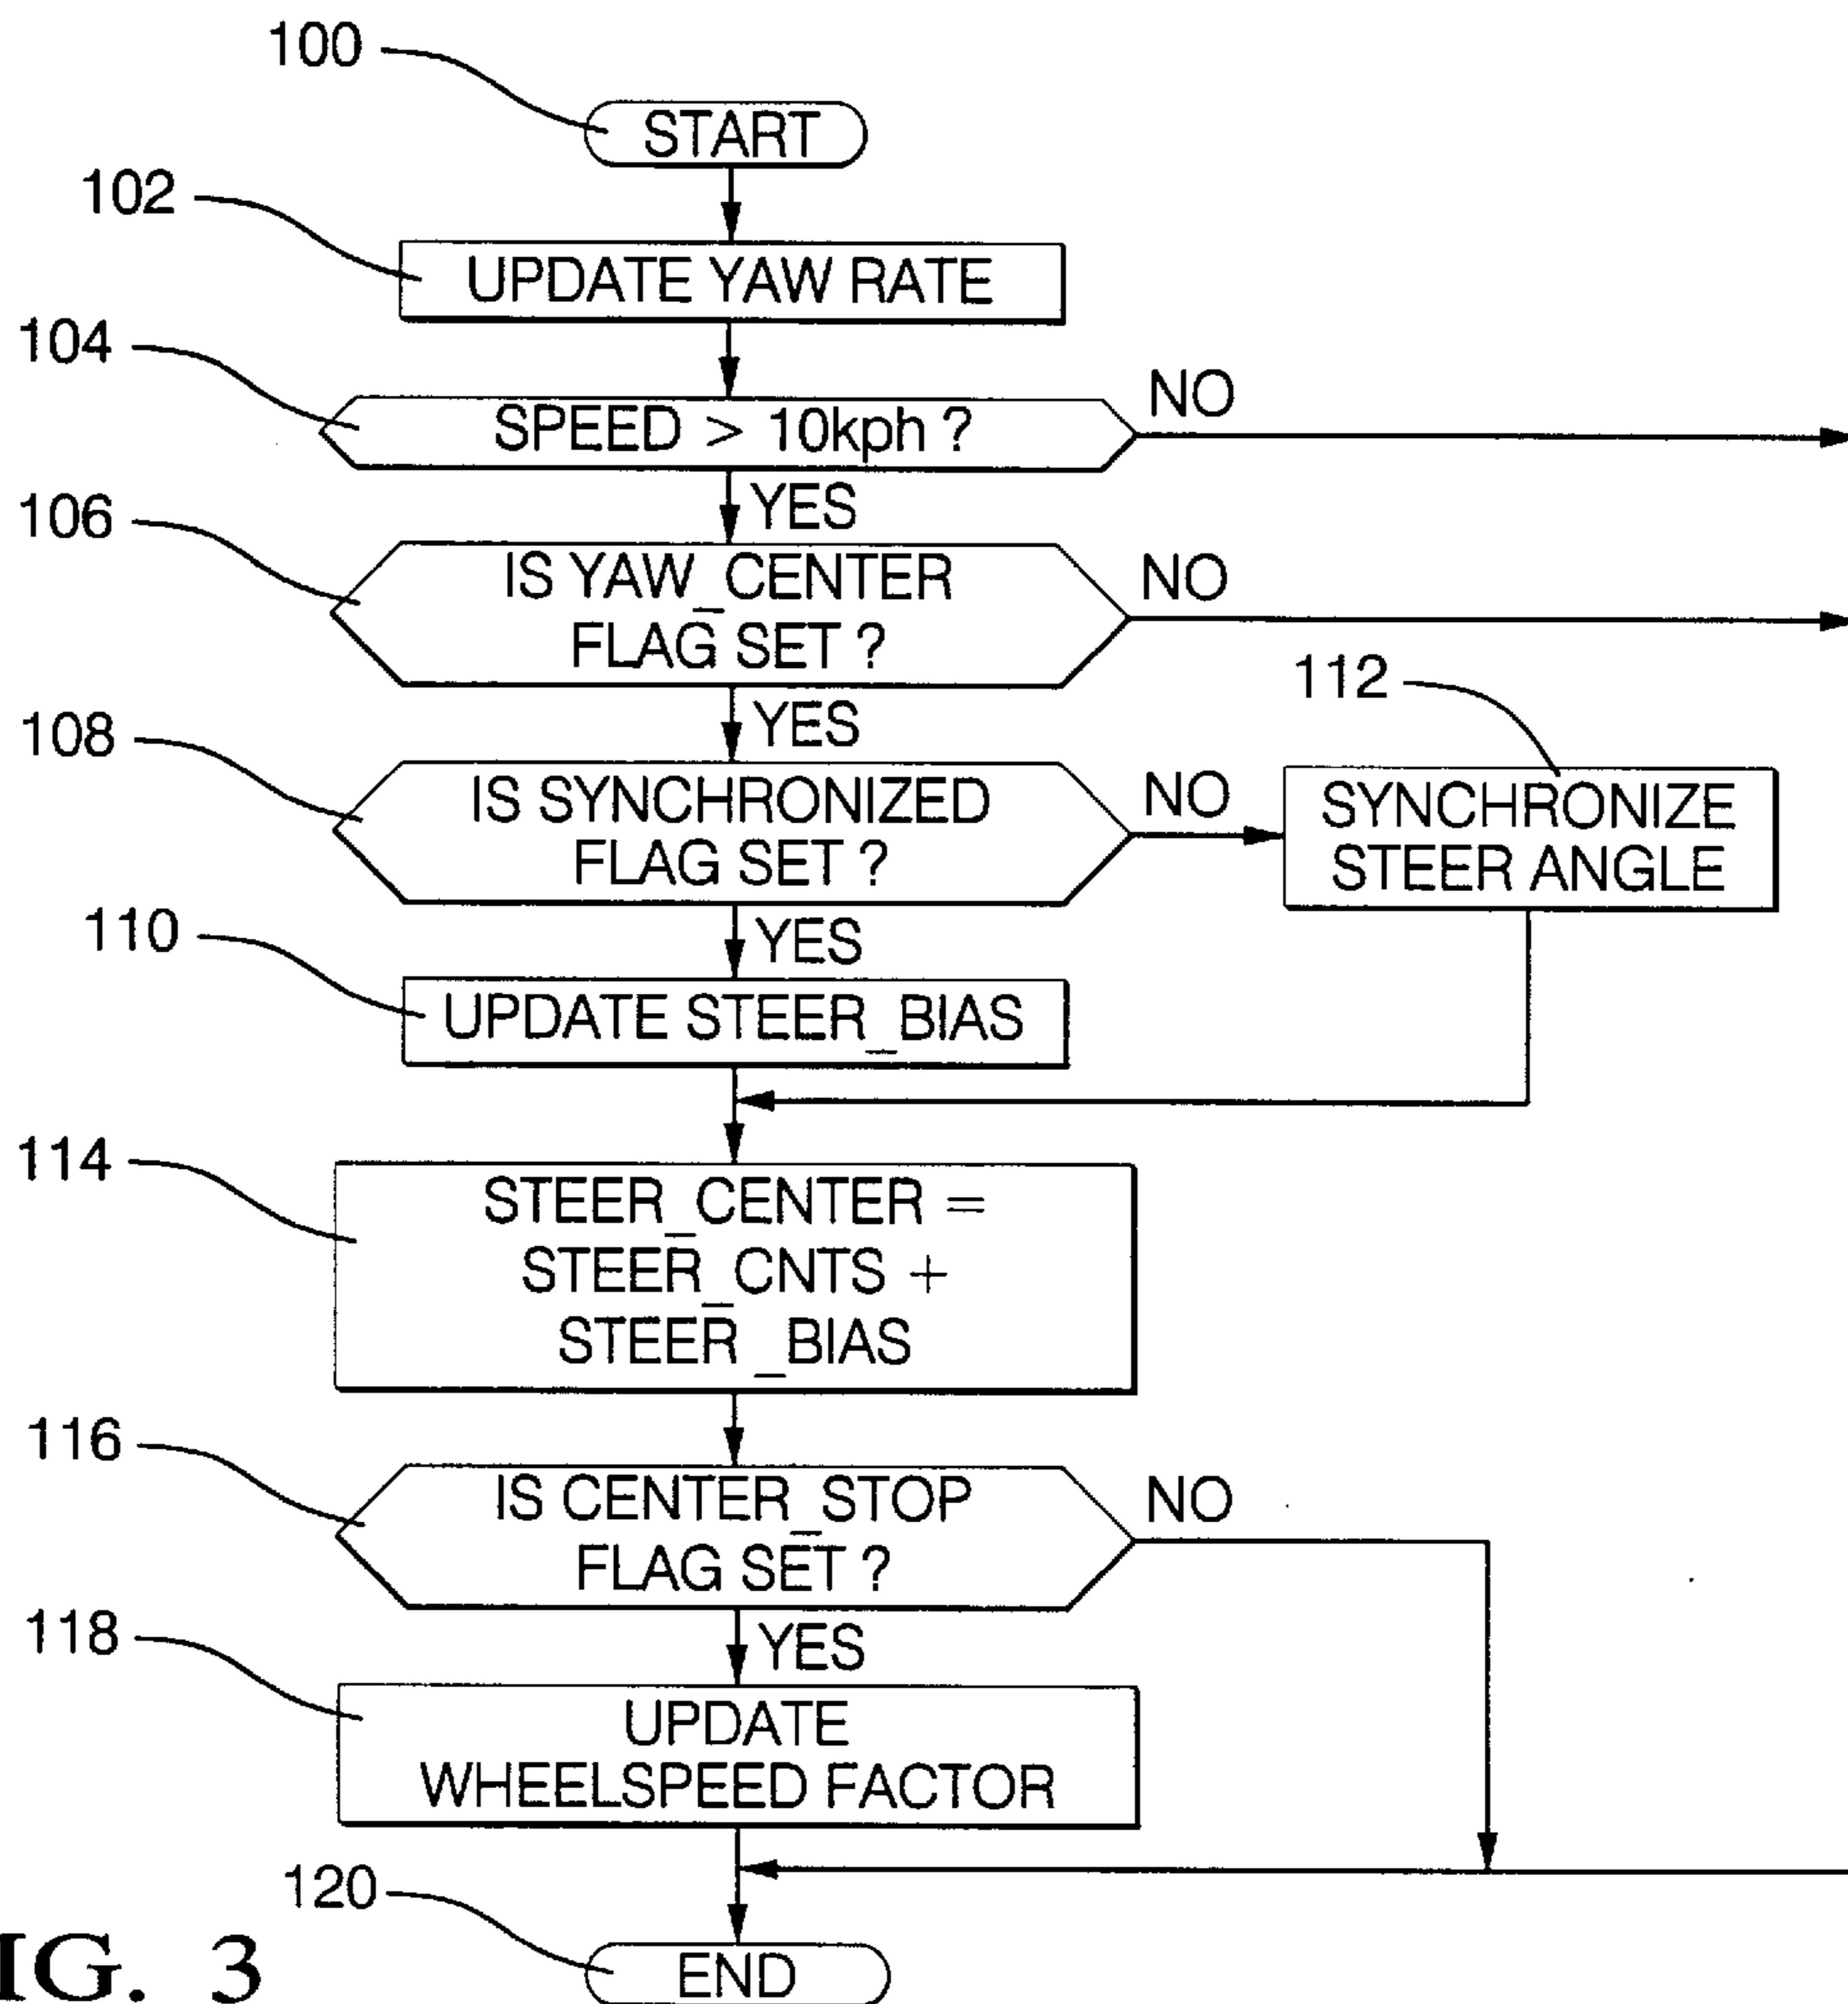 100
START
102
UPDATE YAW RATE
104
SPEED > 10kph ?
NO
YES
106
IS YAW_CENTER
FLAG SET ?
NO
YES
108
IS SYNCHRONIZED
FLAG SET ?
NO
112
SYNCHRONIZE
STEER ANGLE
YES
110
UPDATE STEER_BIAS
114
STEER_CENTER =
STEER_CNTS +
STEER_BIAS
116
IS CENTER_STOP
FLAG SET ?
NO
YES
118
UPDATE
WHEELSPEED FACTOR
120
END
IG. 3